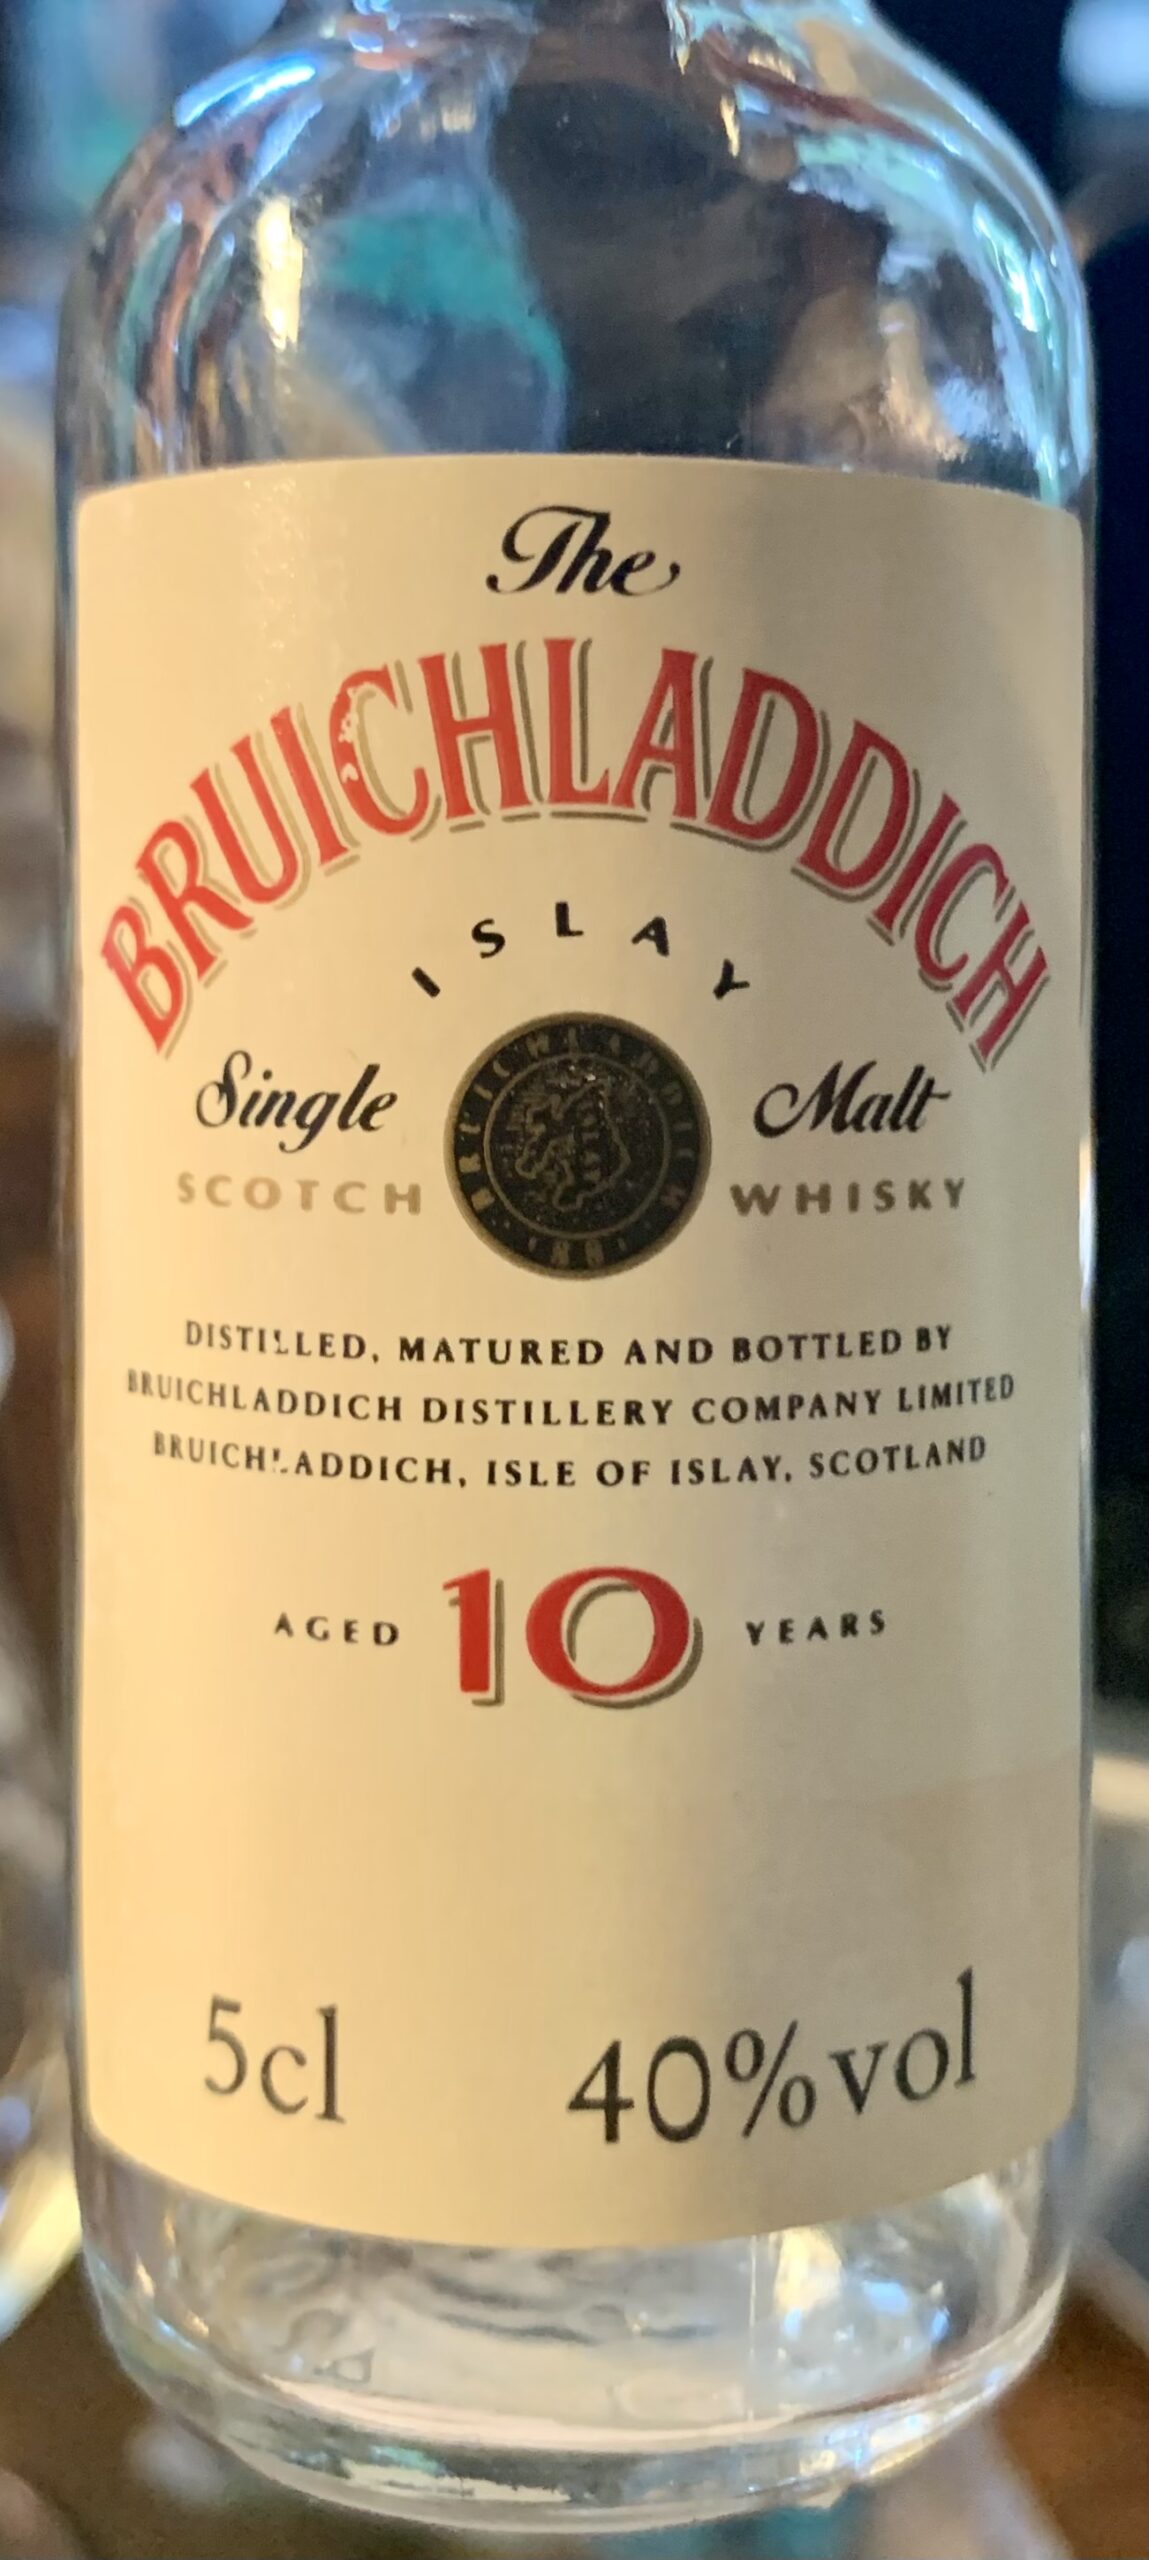 The
BRUICHLADDICH
ISLAY
Single Malt
SCOTCH WHISKY
BRUICHLADDICH
DISTILLED, MATURED AND BOTTLED BY
BRUICHLADDICH DISTILLERY COMPANY LIMITED
BRUICHLADDICH, ISLE OF ISLAY, SCOTLAND
AGED 10 YEARS
5cl 40%vol